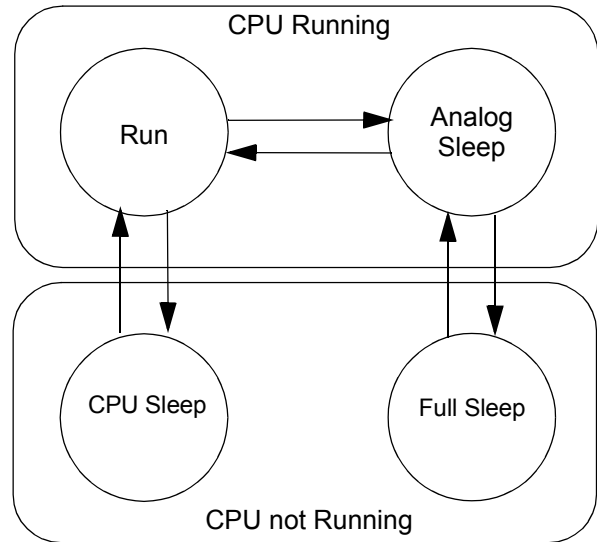 CPU Running
Run
Analog
Sleep
CPU Sleep
Full Sleep
CPU not Running